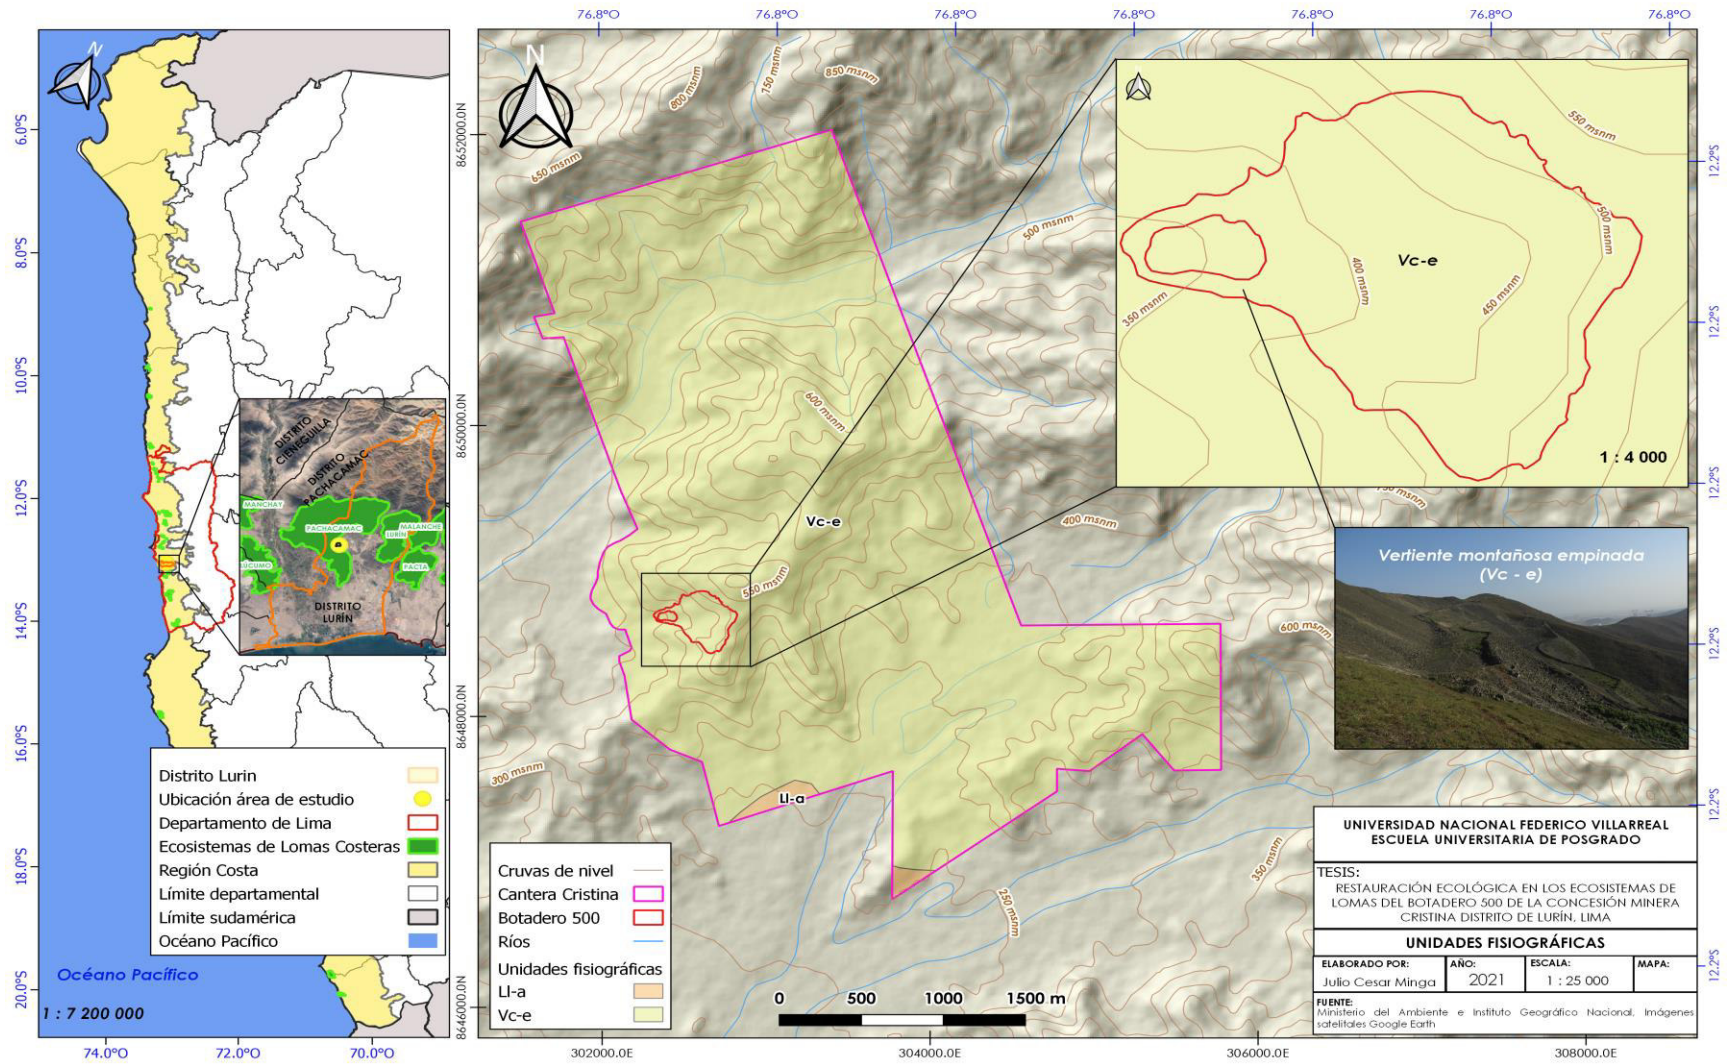 N
6.0°S
8.0°S
10.0°S
12.0°S
14.0°S
16.0°S
18.0°S
20.0°S
74.0°O
72.0°O
70.0°O
DISTRITO
CIENEGUILLA
DISTRITO
PACHACAMAC
MANCHAY
PACHACAMAC
MALANCHE
LURÍN
LÚCUMO
PACTA
DISTRITO
LURÍN
Distrito Lurin
Ubicación área de estudio
Departamento de Lima
Ecosistemas de Lomas Costeras
Región Costa
Límite departamental
Límite sudamérica
Océano Pacífico
Océano Pacífico
1 : 7 200 000
76.8°O
76.8°O
76.8°O
76.8°O
76.8°O
76.8°O
76.8°O
N
8652000.0N
8650000.0N
8648000.0N
8646000.0N
650 msnm
800 msnm
750 msnm
850 msnm
500 msnm
600 msnm
Vc-e
550 msnm
400 msnm
600 msnm
300 msnm
Ll-a
250 msnm
350 msnm
N
550 msnm
500 msnm
Vc-e
400 msnm
450 msnm
350 msnm
1 : 4 000
12.2°S
12.2°S
12.2°S
12.2°S
12.2°S
12.2°S
Vertiente montañosa empinada
(Vc - e)
Cruvas de nivel
Cantera Cristina
Botadero 500
Ríos
Unidades fisiográficas
Ll-a
Vc-e
0 500 1000 1500 m
302000.0E
304000.0E
306000.0E
308000.0E
UNIVERSIDAD NACIONAL FEDERICO VILLARREAL
ESCUELA UNIVERSITARIA DE POSGRADO
TESIS:
RESTAURACIÓN ECOLÓGICA EN LOS ECOSISTEMAS DE
LOMAS DEL BOTADERO 500 DE LA CONCESIÓN MINERA
CRISTINA DISTRITO DE LURÍN, LIMA
UNIDADES FISIOGRÁFICAS
ELABORADO POR:
Julio Cesar Minga
AÑO:
2021
ESCALA:
1 : 25 000
MAPA:
FUENTE:
Ministerio del Ambiente e Instituto Geográfico Nacional, Imágenes
satelitales Google Earth